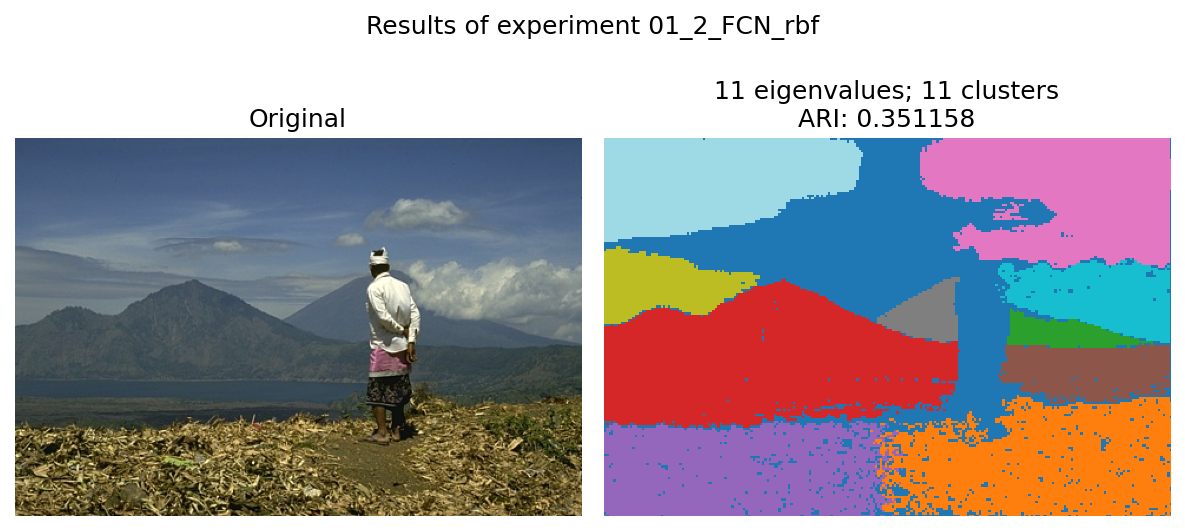 Results of experiment 01_2_FCN_rbf
Original
11 eigenvalues; 11 clusters
ARI: 0.351158